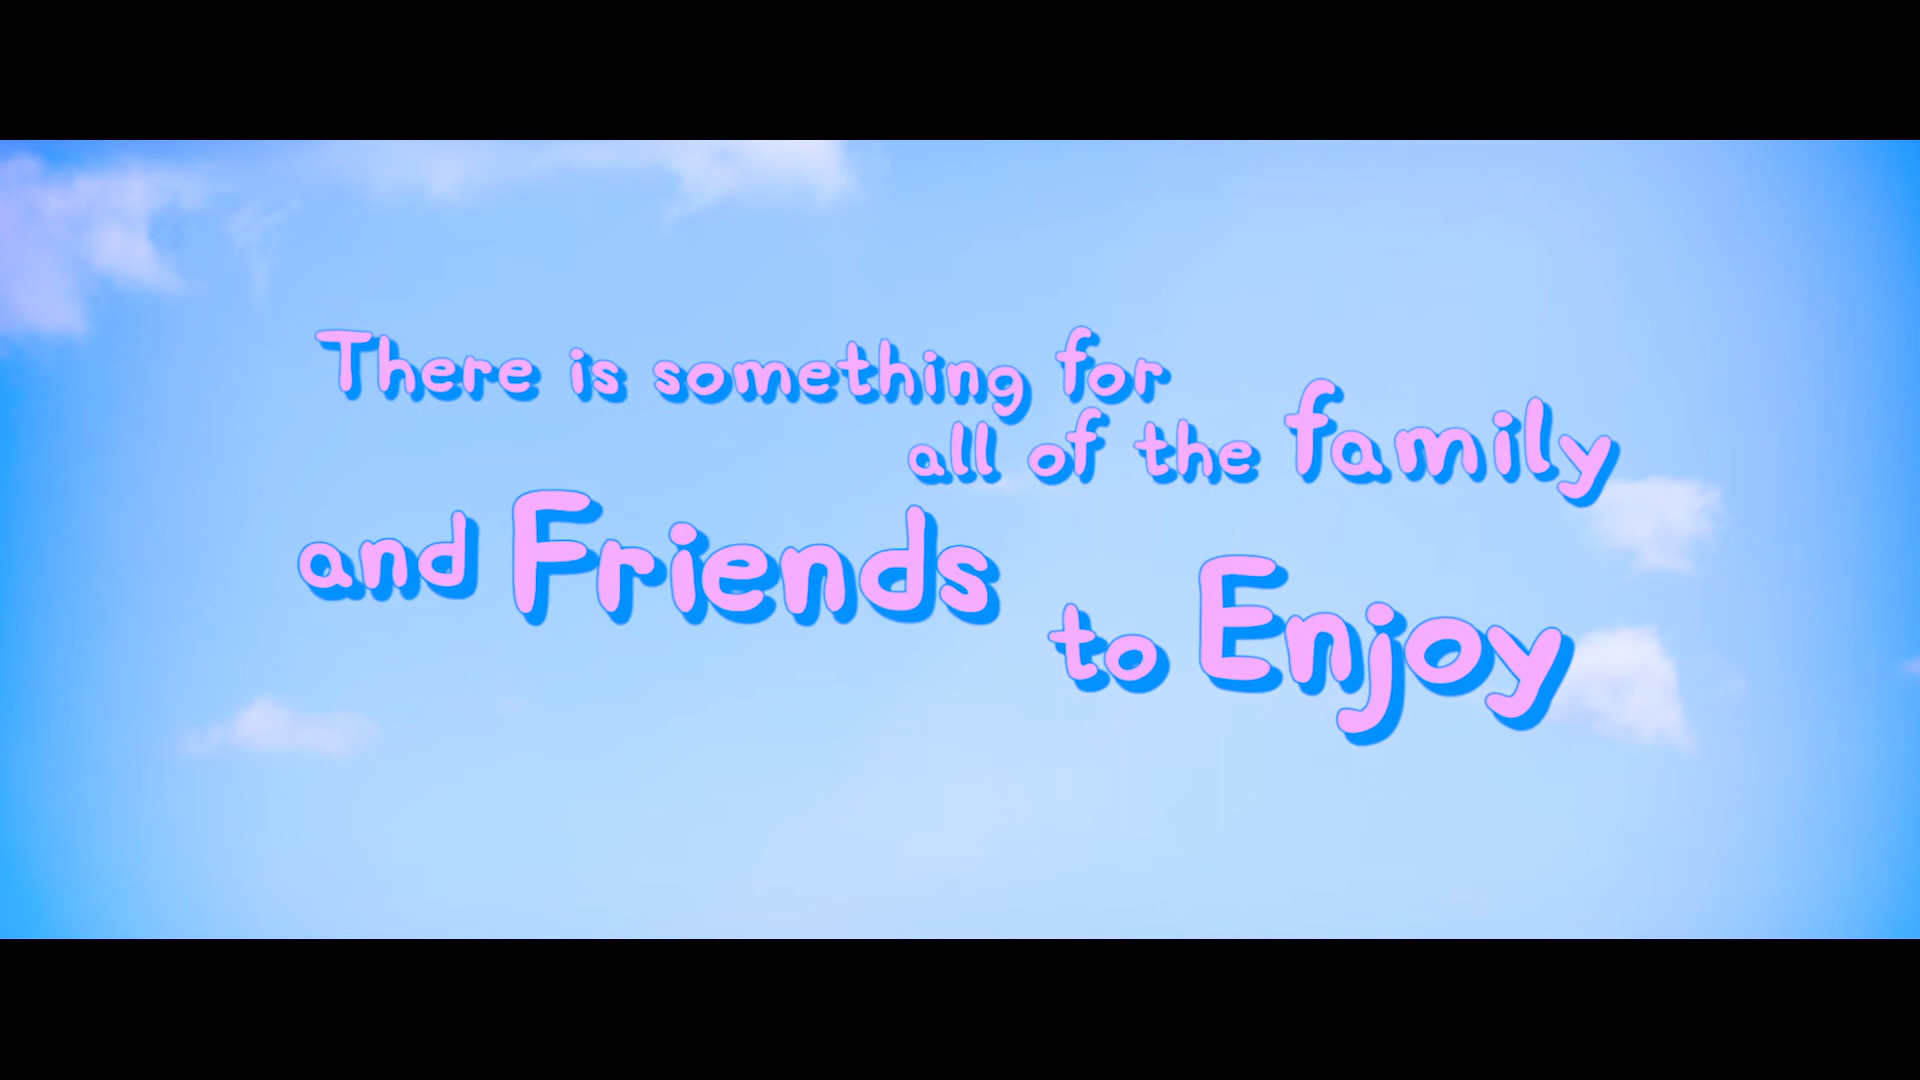 There is something for
all of the family
and Friends
to Enjoy